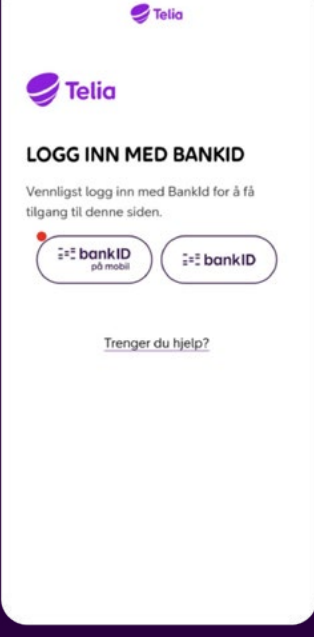 Telia
Telia
LOGG INN MED BANKID
Vennligst logg inn med BankId for å få
tilgang til denne siden.
bankID
på mobil
bankID
Trenger du hjelp?